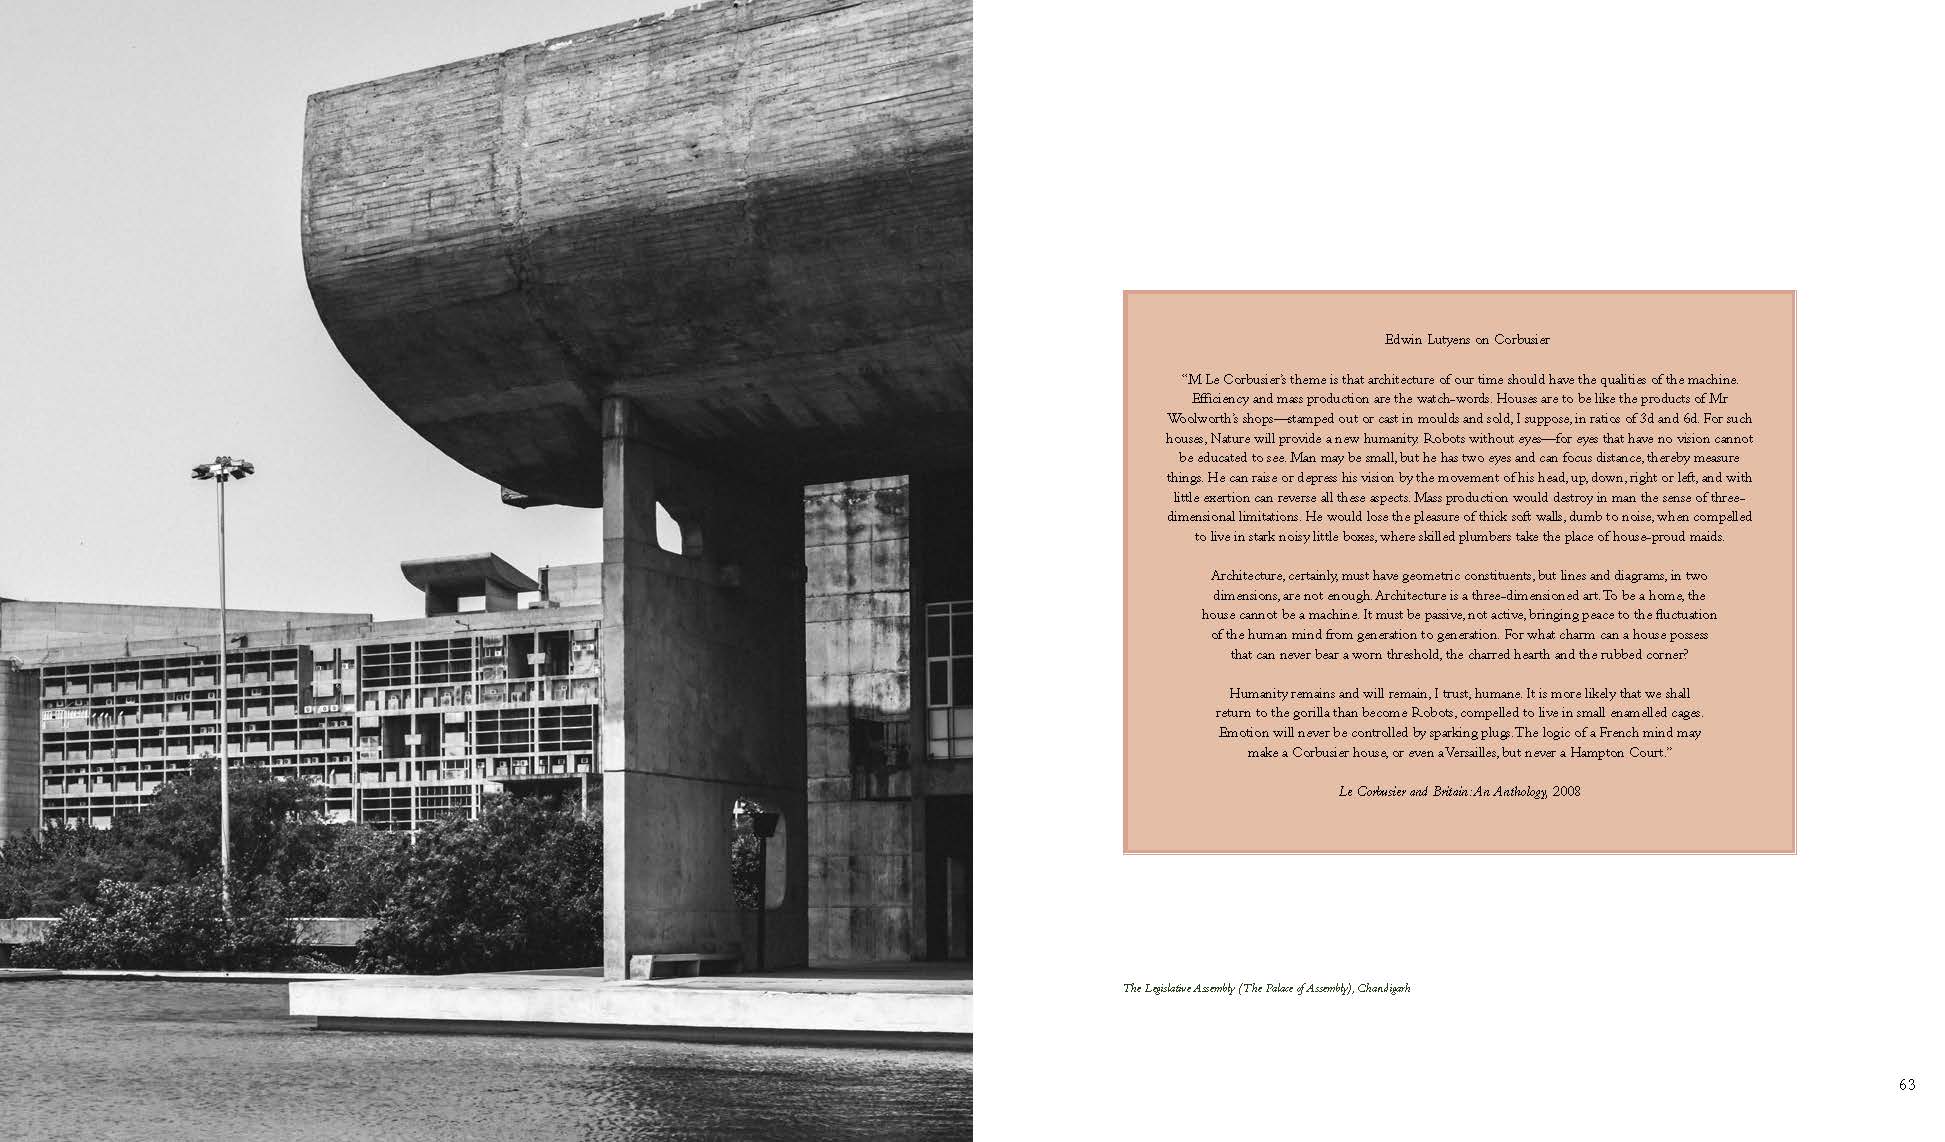 Edwin Lutyens on Corbusier
“M Le Corbusier’s theme is that architecture of our time should have the qualities of the machine.
Efficiency and mass production are the watch-words. Houses are to be like the products of Mr
Woolworth’s shops—stamped out or cast in moulds and sold, I suppose, in ratios of 3d and 6d. For such
houses, Nature will provide a new humanity. Robots without eyes—for eyes that have no vision cannot
be educated to see. Man may be small, but he has two eyes and can focus distance, thereby measure
things. He can raise or depress his vision by the movement of his head, up, down, right or left, and with
little exertion can reverse all these aspects. Mass production would destroy in man the sense of three-
dimensional limitations. He would lose the pleasure of thick soft walls, dumb to noise, when compelled
to live in stark noisy little boxes, where skilled plumbers take the place of house-proud maids.
Architecture, certainly, must have geometric constituents, but lines and diagrams, in two
dimensions, are not enough. Architecture is a three-dimensioned art. To be a home, the
house cannot be a machine. It must be passive, not active, bringing peace to the fluctuation
of the human mind from generation to generation. For what charm can a house possess
that can never bear a worn threshold, the charred hearth and the rubbed corner?
Humanity remains and will remain, I trust, humane. It is more likely that we shall
return to the gorilla than become Robots, compelled to live in small enamelled cages.
Emotion will never be controlled by sparking plugs. The logic of a French mind may
make a Corbusier house, or even a Versailles, but never a Hampton Court.”
Le Corbusier and Britain: An Anthology, 2008
The Legislative Assembly (The Palace of Assembly), Chandigarh
63